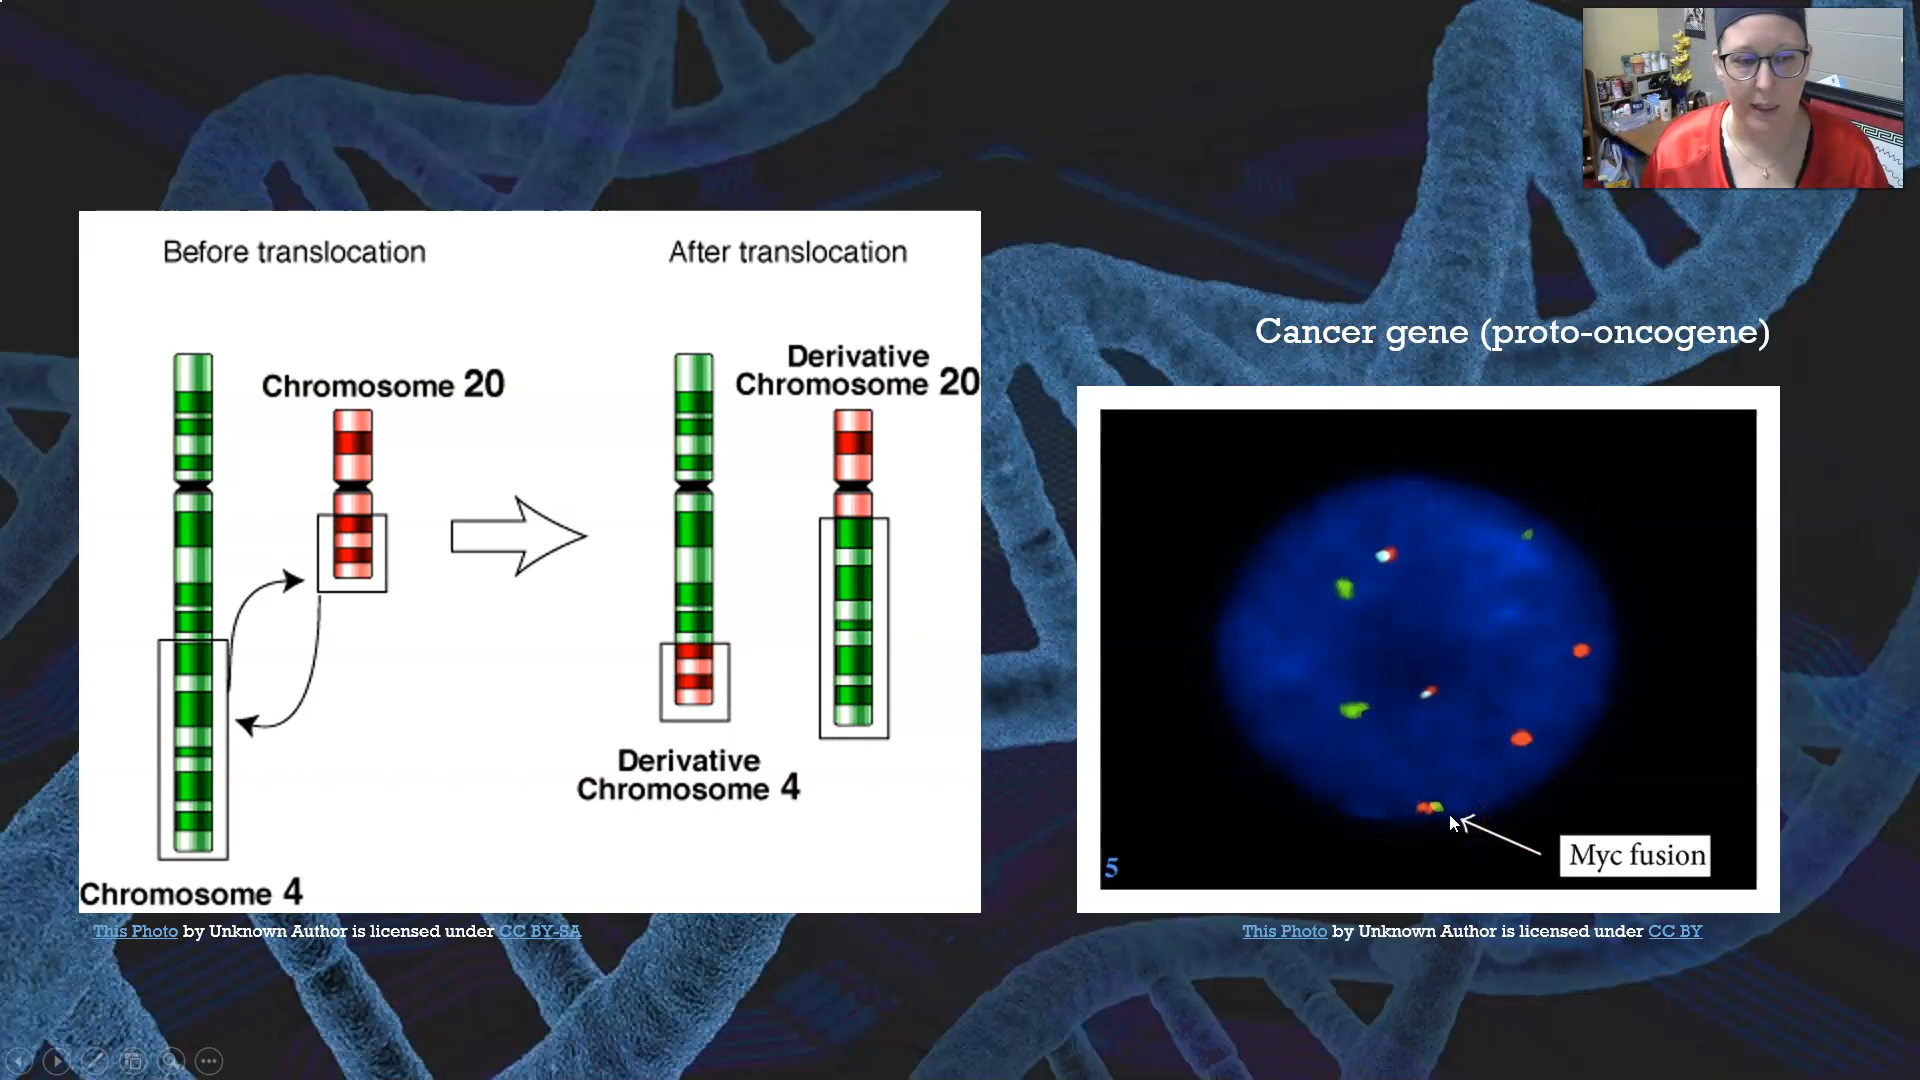 Before translocation
After translocation
Chromosome 20
Derivative
Chromosome 20
Derivative
Chromosome 4
Chromosome 4
This Photo by Unknown Author is licensed under CC BY-SA
Cancer gene (proto-oncogene)
Myc fusion
5
This Photo by Unknown Author is licensed under CC BY